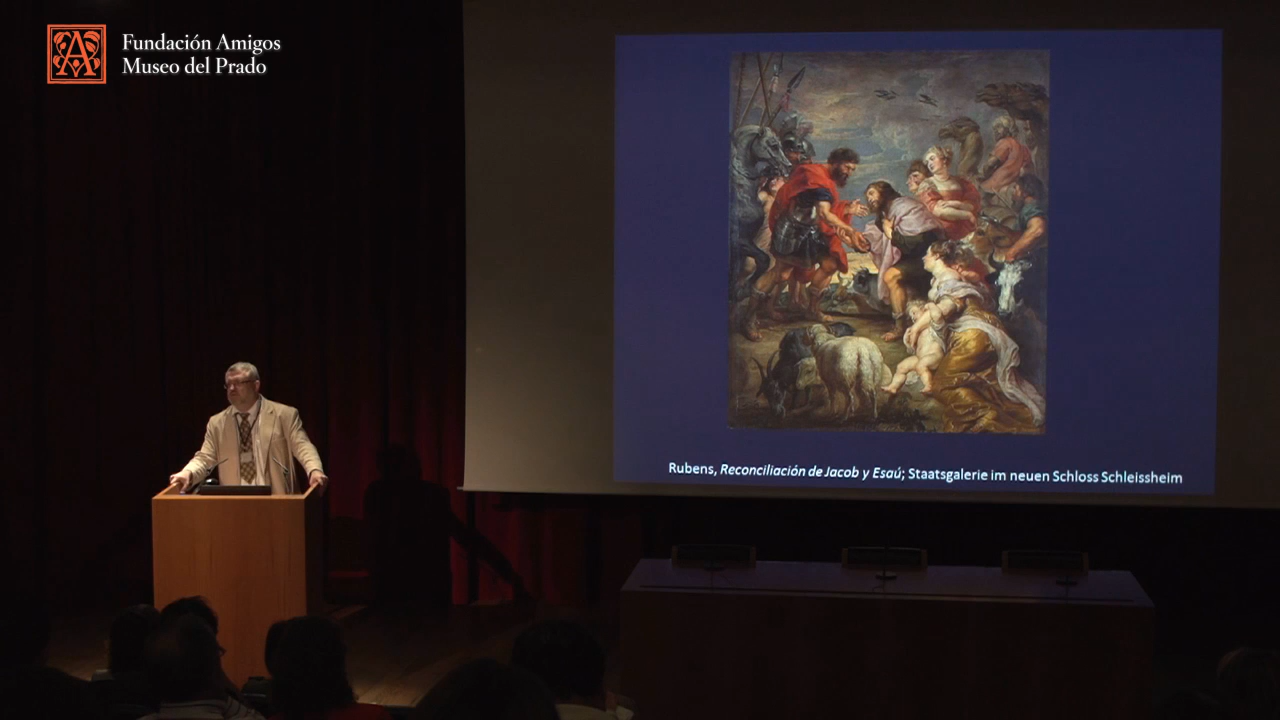 Fundación Amigos
Museo del Prado
Rubens, Reconciliación de Jacob y Esaú; Staatsgalerie im neuen Schloss Schleissheim